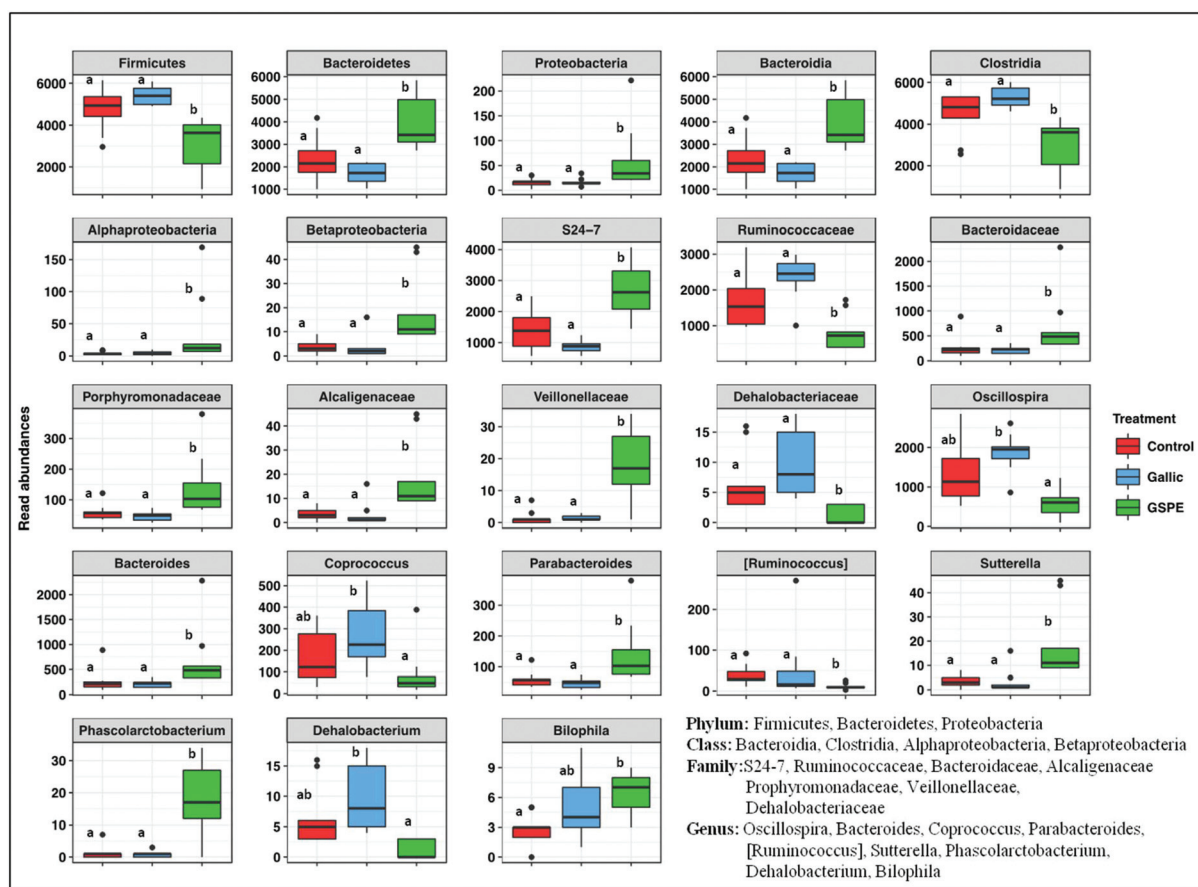 Firmicutes
Bacteroidetes
Proteobacteria
Bacteroidia
Clostridia
6000
4000
2000
a
a
b
6000
5000
4000
3000
2000
1000
a
a
b
200
150
100
50
0
a
a
b
6000
5000
4000
3000
2000
1000
a
a
b
6000
4000
2000
a
a
b
Alphaproteobacteria
Betaproteobacteria
S24−7
Ruminococcaceae
Bacteroidaceae
150
100
50
0
a
a
b
40
30
20
10
0
a
a
b
4000
3000
2000
1000
a
a
b
3000
2000
1000
a
a
b
2000
1500
1000
500
0
a
a
b
Read abundances
Porphyromonadaceae
Alcaligenaceae
Veillonellaceae
Dehalobacteriaceae
Oscillospira
300
200
100
a
a
b
40
30
20
10
0
a
a
b
30
20
10
0
a
a
b
15
10
5
0
a
a
b
2000
1000
0
ab
b
a
Treatment
Control
Gallic
GSPE
Bacteroides
Coprococcus
Parabacteroides
[Ruminococcus]
Sutterella
2000
1500
1000
500
0
a
a
b
500
400
300
200
100
0
ab
b
a
300
200
100
a
a
b
200
100
0
a
a
b
40
30
20
10
0
a
a
b
Phascolarctobacterium
Dehalobacterium
Bilophila
30
20
10
0
a
a
b
15
10
5
0
ab
b
a
9
6
3
0
a
ab
b
Phylum: Firmicutes, Bacteroidetes, Proteobacteria
Class: Bacteroidia, Clostridia, Alphaproteobacteria, Betaproteobacteria
Family:S24-7, Ruminococcaceae, Bacteroidaceae, Alcaligenaceae
Prophyromonadaceae, Veillonellaceae,
Dehalobacteriaceae
Genus: Oscillospira, Bacteroides, Coprococcus, Parabacteroides,
[Ruminococcus], Sutterella, Phascolarctobacterium,
Dehalobacterium, Bilophila